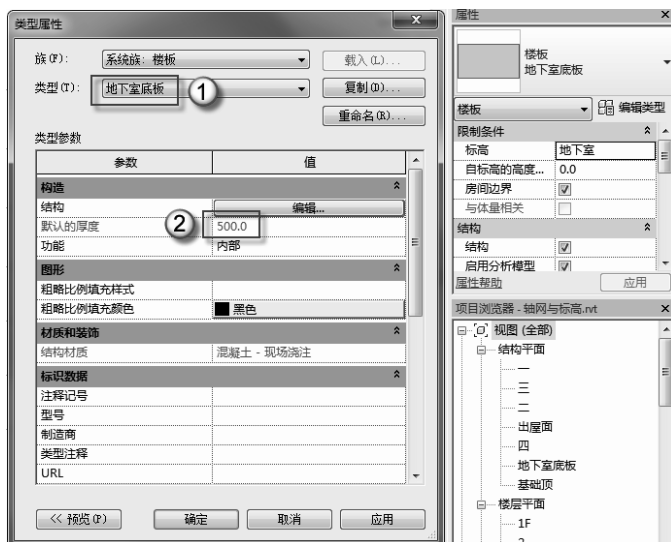 类型属性
族(F):
系统族: 楼板
载入(L)...
类型(T):
地下室底板
1
复制(D)...
重命名(R)...
类型参数
参数
值
构造
结构
编辑...
默认的厚度
2
500.0
功能
内部
图形
粗略比例填充样式
粗略比例填充颜色
黑色
材质和装饰
结构材质
混凝土 - 现场浇注
标识数据
注释记号
型号
制造商
类型注释
URL
<< 预览(P)
确定
取消
应用
属性
楼板
地下室底板
楼板
编辑类型
限制条件
标高
地下室
自标高的高度...
0.0
房间边界
与体量相关
结构
结构
启用分析模型
属性帮助
应用
项目浏览器 - 轴网与标高.rvt
视图 (全部)
结构平面
一
三
二
出屋面
四
地下室底板
基础顶
楼层平面
1F